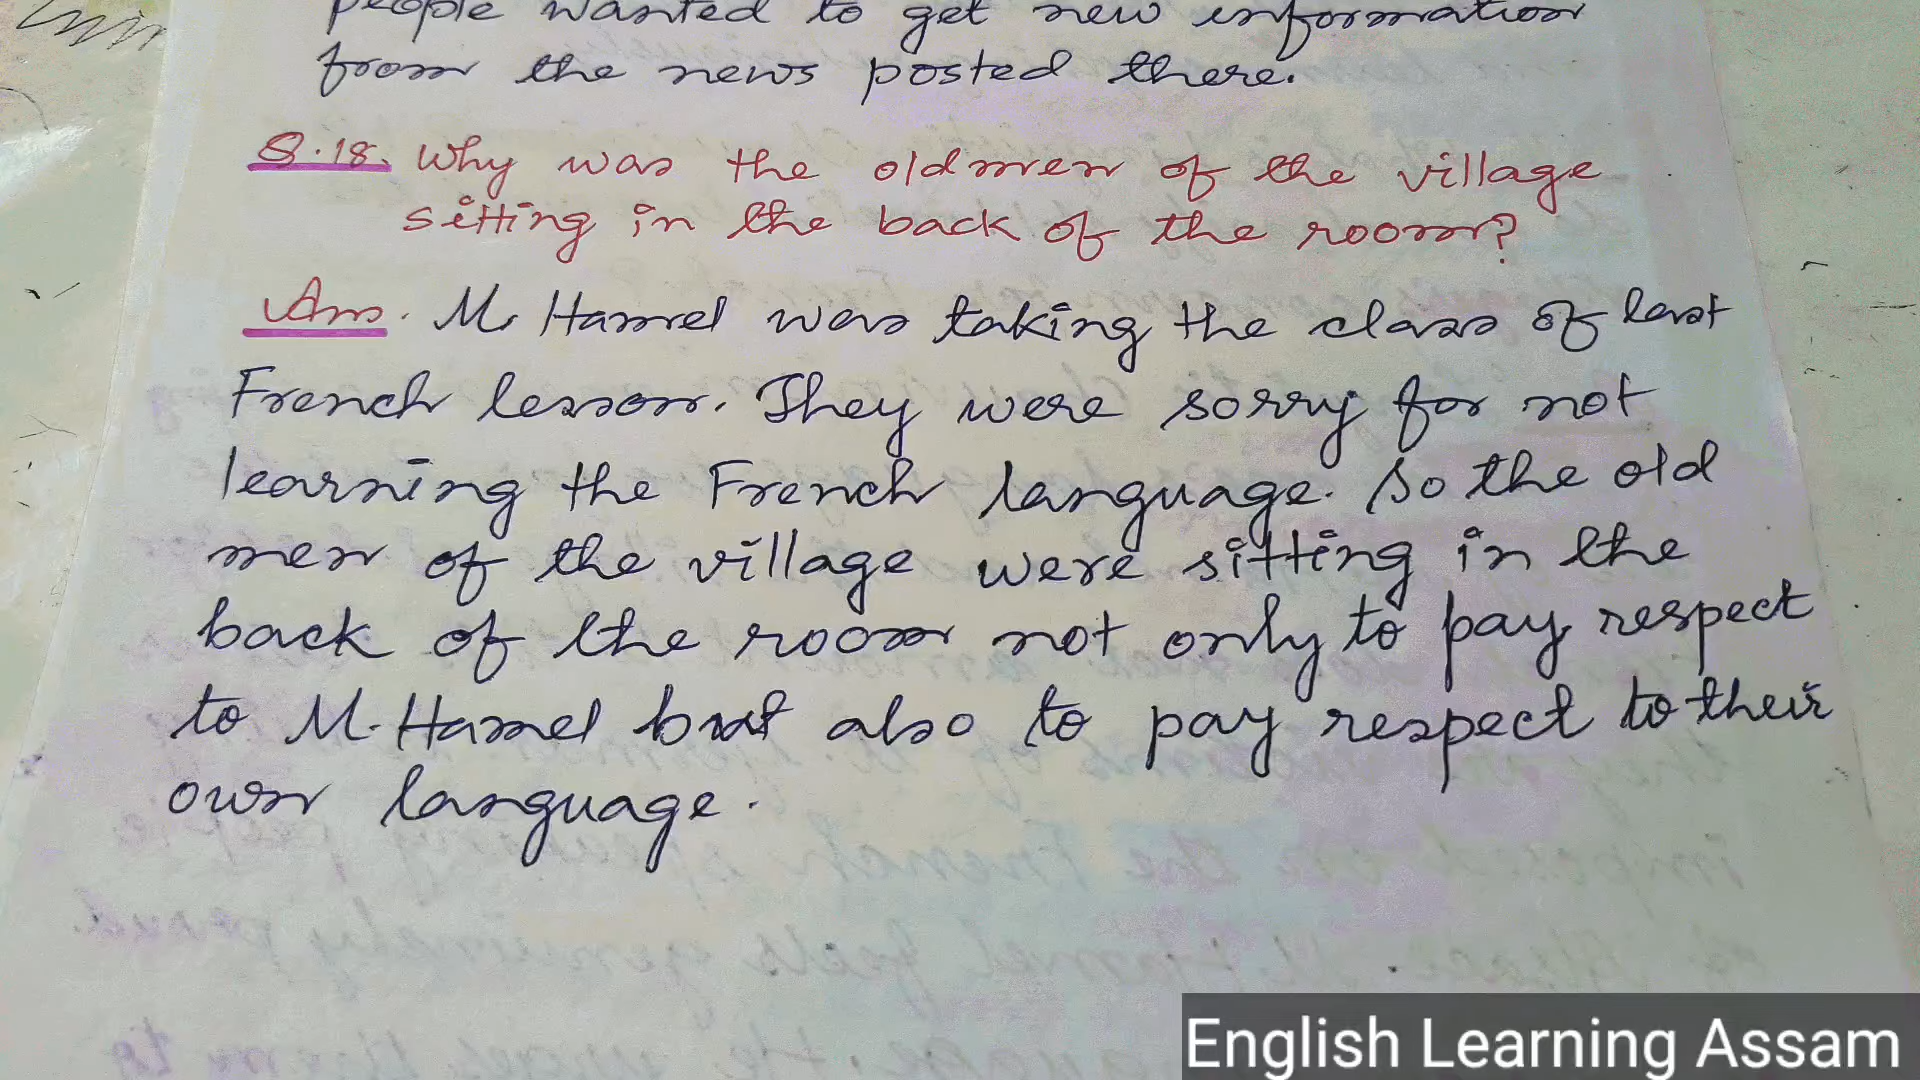 people wanted to get new information
from the news posted there.
Q.18. Why was the old men of the village
sitting in the back of the room?
Ans. M. Hamel was taking the class of last
French lesson. They were sorry for not
learning the French language. So the old
men of the village were sitting in the
back of the room not only to pay respect
to M. Hamel but also to pay respect to their
own language.
English Learning Assam